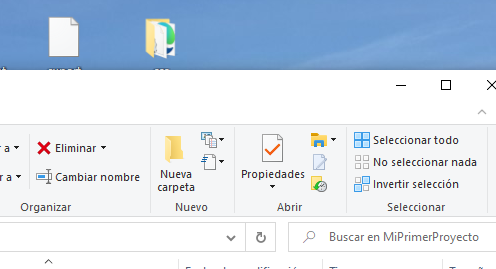 Eliminar
Cambiar nombre
Nueva
carpeta
Propiedades
Seleccionar todo
No seleccionar nada
Invertir selección
Organizar
Nuevo
Abrir
Seleccionar
Buscar en MiPrimerProyecto